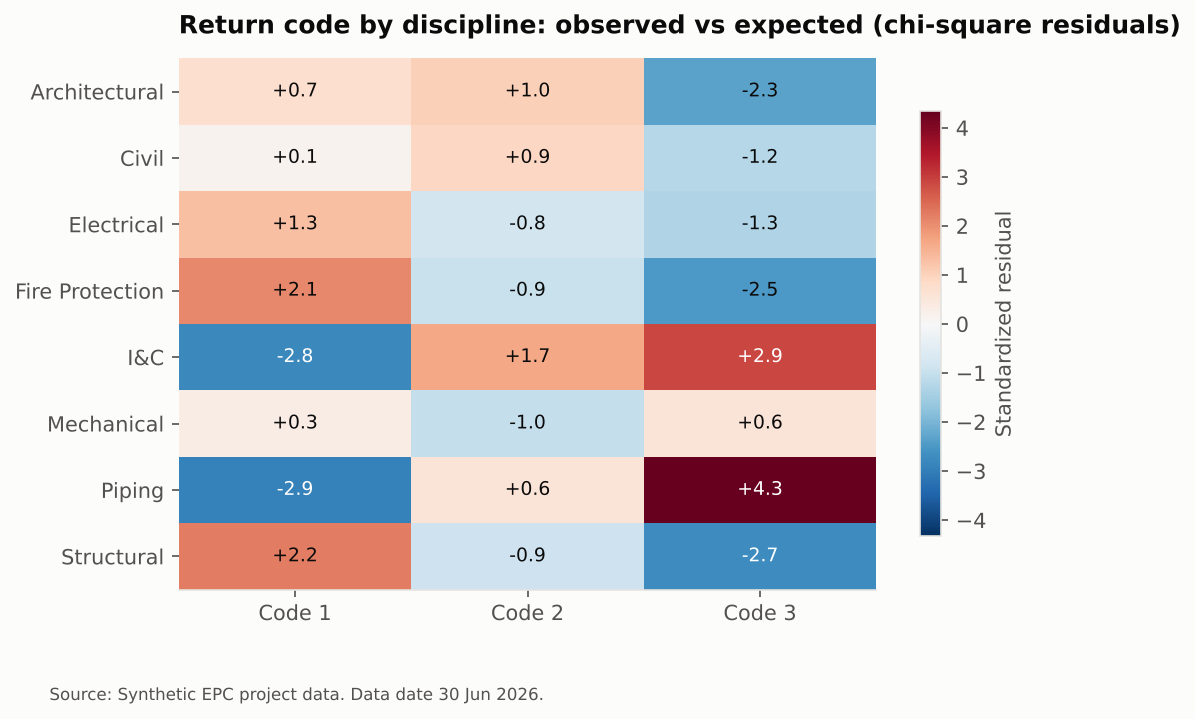 Return code by discipline: observed vs expected (chi-square residuals)
Architectural +0.7 +1.0 -2.3
Civil +0.1 +0.9 -1.2
Electrical +1.3 -0.8 -1.3
Fire Protection +2.1 -0.9 -2.5
I&C -2.8 +1.7 +2.9
Mechanical +0.3 -1.0 +0.6
Piping -2.9 +0.6 +4.3
Structural +2.2 -0.9 -2.7
Code 1 Code 2 Code 3
4
3
2
1
0
−1
−2
−3
−4
Standardized residual
Source: Synthetic EPC project data. Data date 30 Jun 2026.